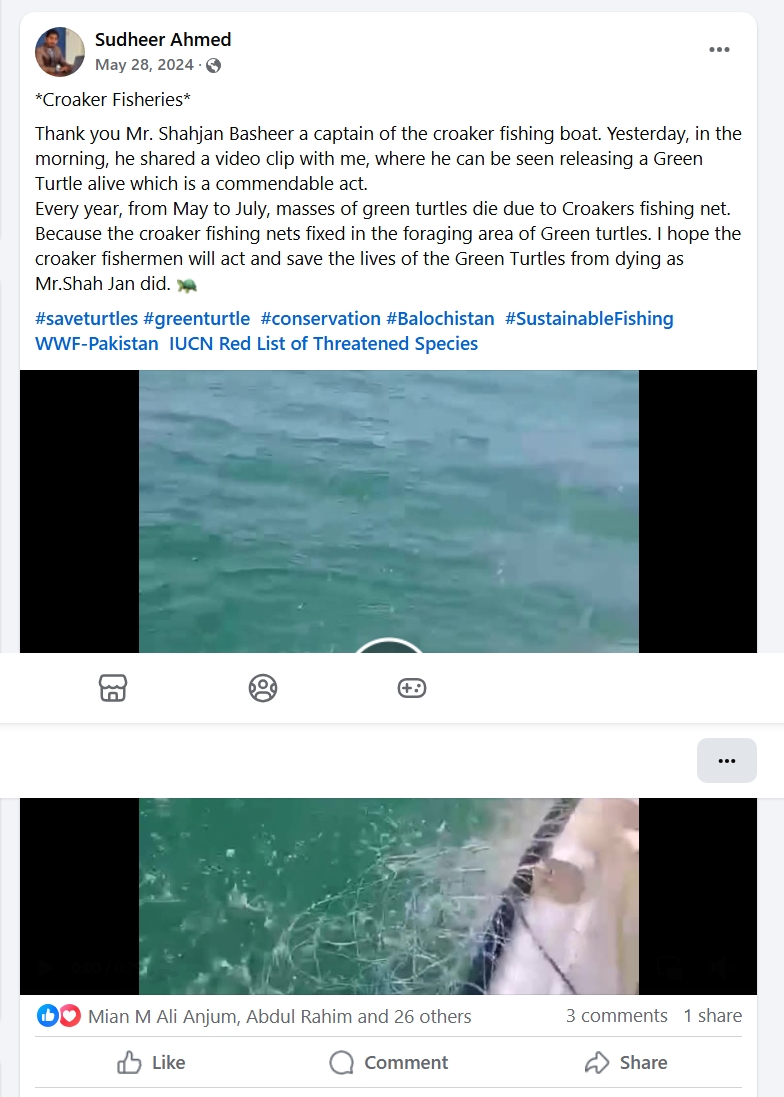 Sudheer Ahmed
May 28, 2024 ·
*Croaker Fisheries*
Thank you Mr. Shahjan Basheer a captain of the croaker fishing boat. Yesterday, in the
morning, he shared a video clip with me, where he can be seen releasing a Green
Turtle alive which is a commendable act.
Every year, from May to July, masses of green turtles die due to Croakers fishing net.
Because the croaker fishing nets fixed in the foraging area of Green turtles. I hope the
croaker fishermen will act and save the lives of the Green Turtles from dying as
Mr.Shah Jan did. 🐢
#saveturtles #greenturtle #conservation #Balochistan #SustainableFishing
WWF-Pakistan IUCN Red List of Threatened Species
Mian M Ali Anjum, Abdul Rahim and 26 others 3 comments 1 share
Like Comment Share